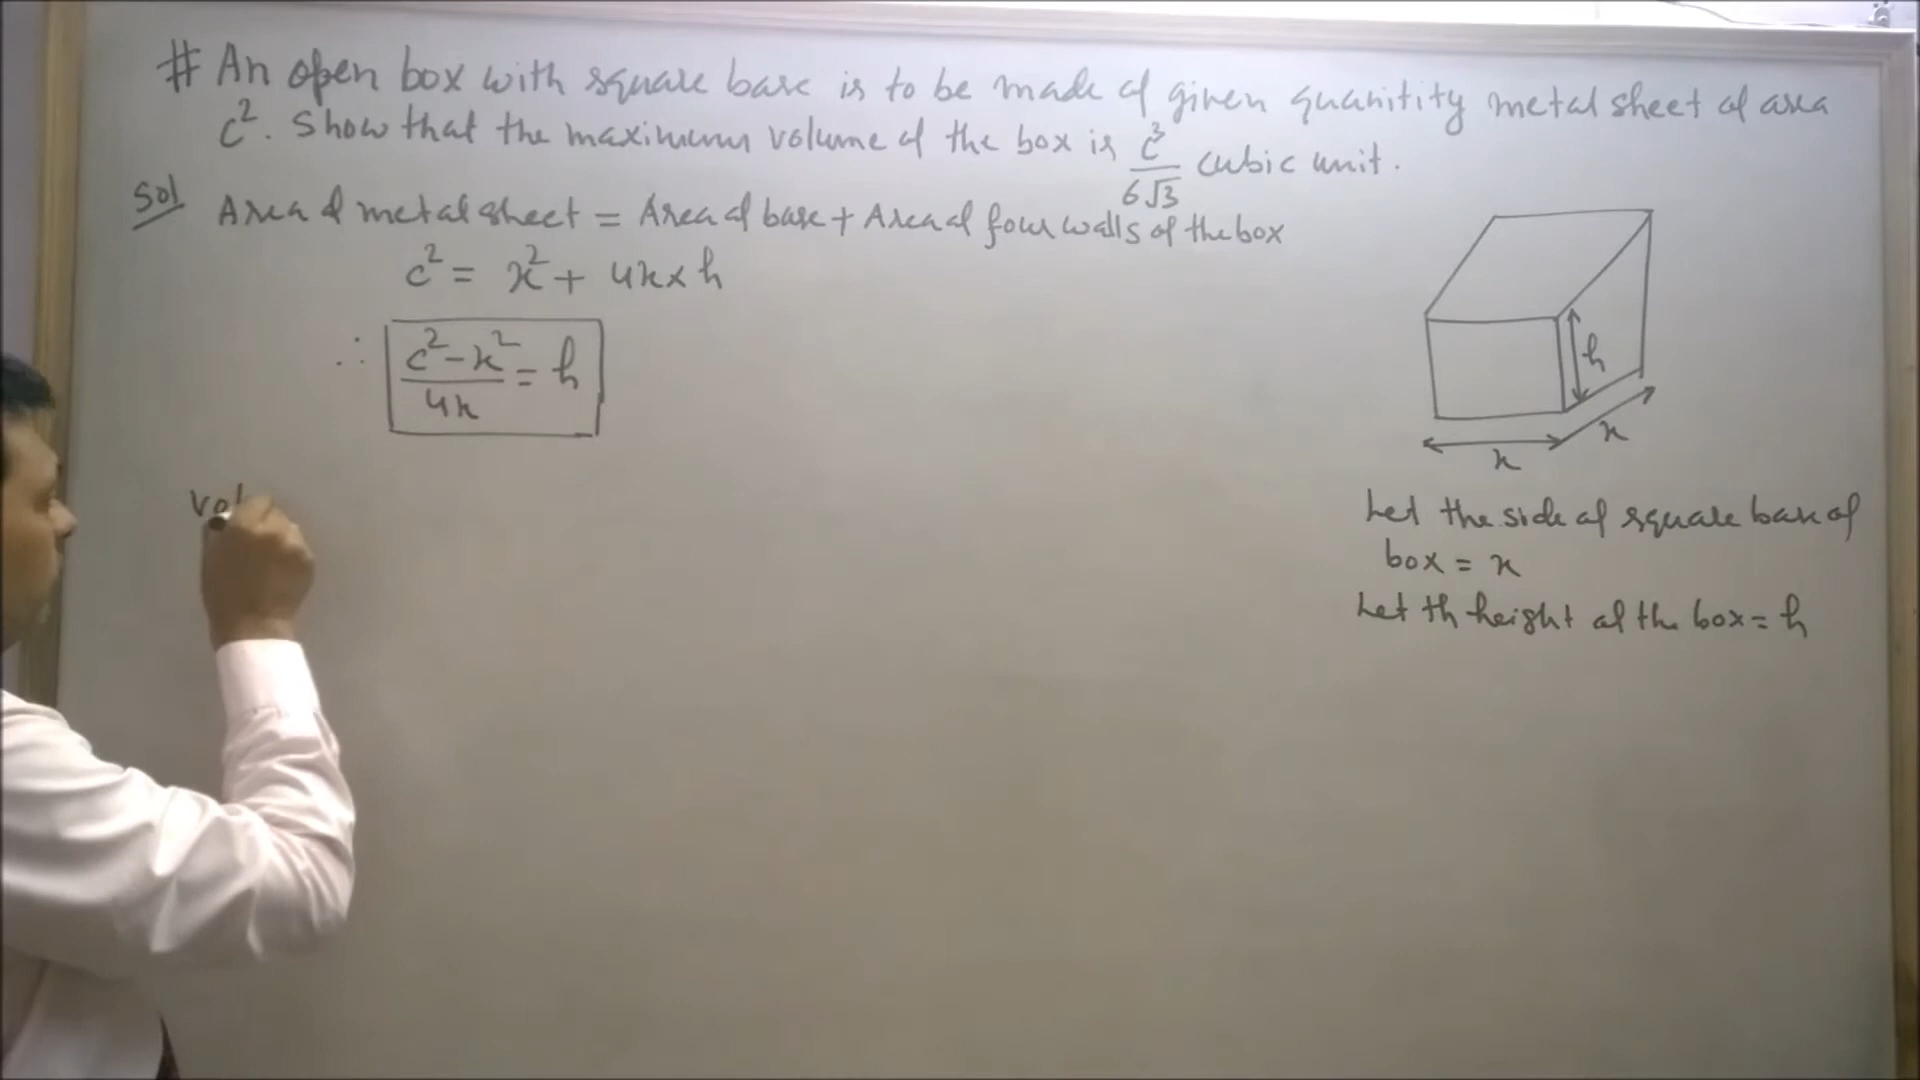 # An open box with square base is to be made of given quanitity metal sheet of area
c². Show that the maximum volume of the box is c³/6√3 cubic unit.
Sol
Area of metal sheet = Area of base + Area of four walls of the box
c² = x² + 4x × h
∴ (c² - x²)/4x = h
vol
h
x
x
Let the side of square base of
box = x
Let th height of the box = h